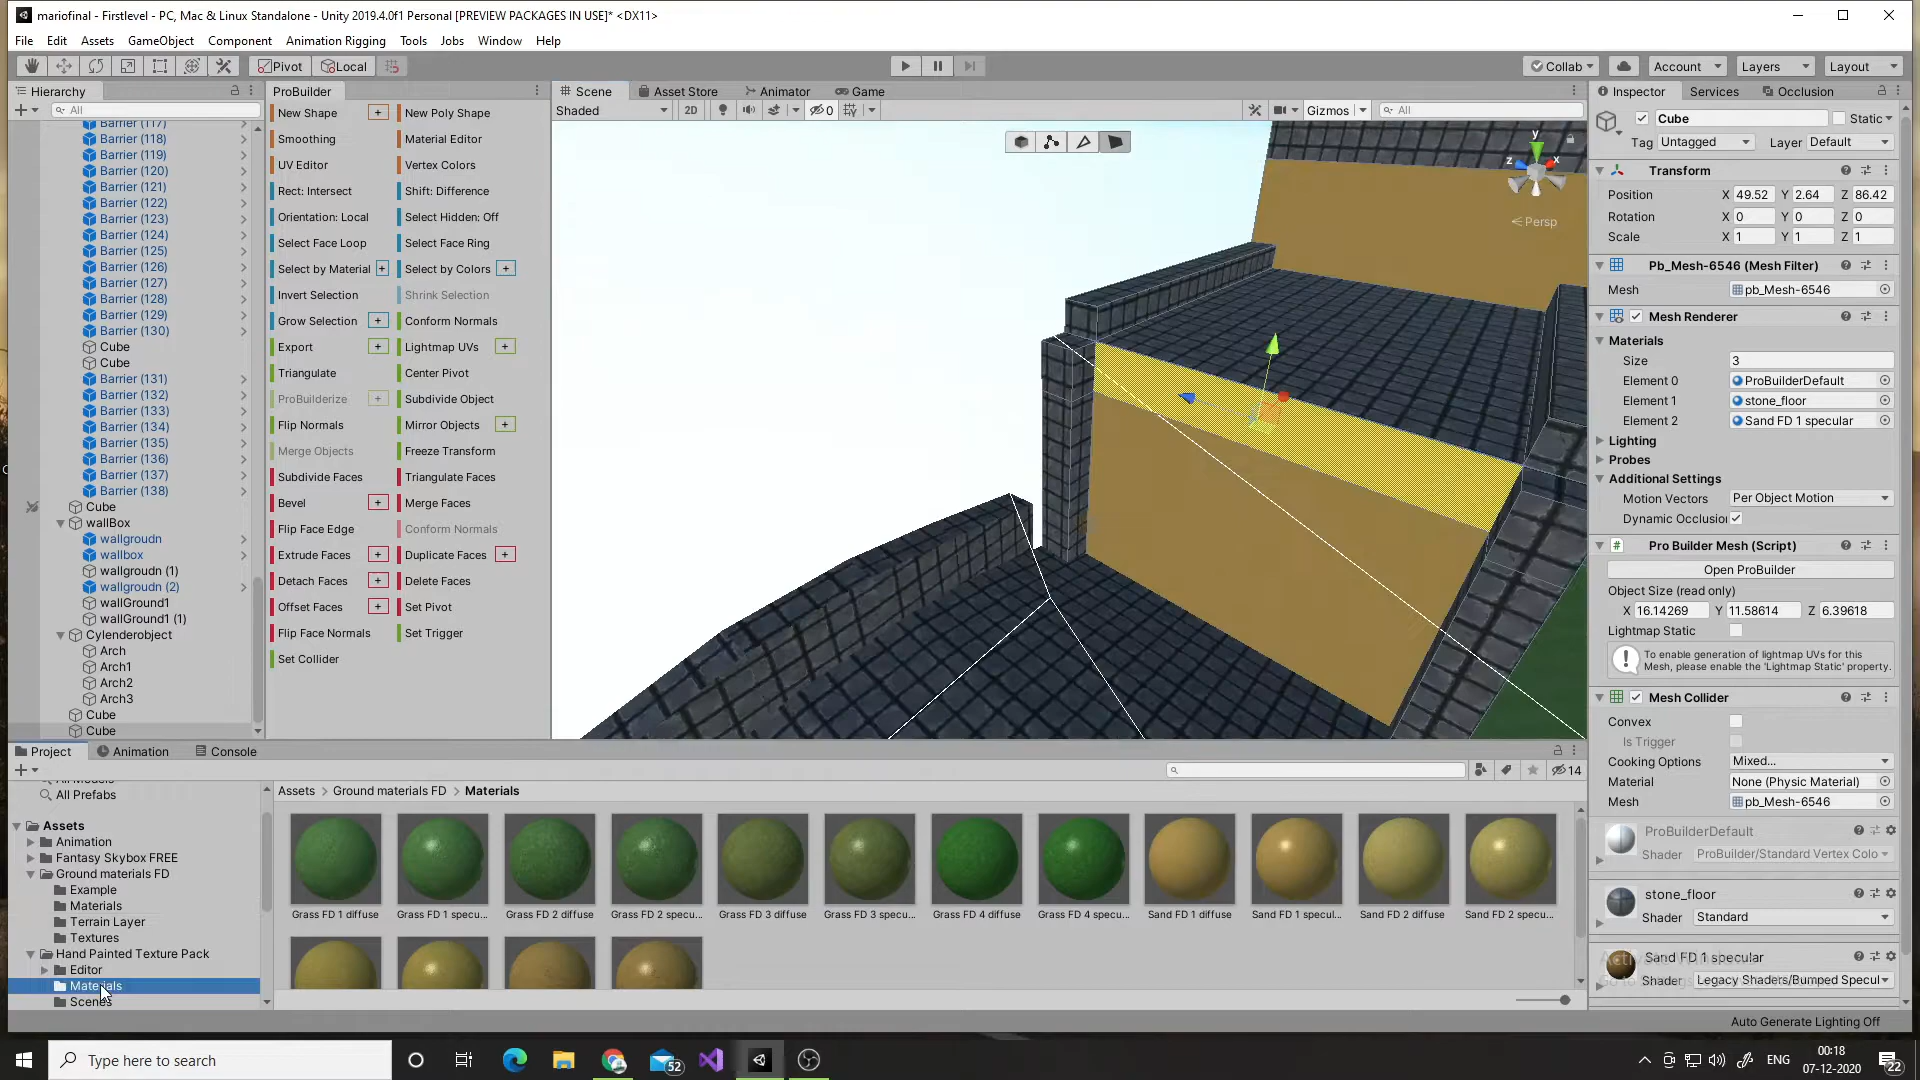 mariofinal - Firstlevel - PC, Mac & Linux Standalone - Unity 2019.4.0f1 Personal [PREVIEW PACKAGES IN USE]* <DX11>
File Edit Assets GameObject Component Animation Rigging Tools Jobs Window Help
Pivot Local Collab Account Layers Layout
Hierarchy
All
Barrier (117)
Barrier (118)
Barrier (119)
Barrier (120)
Barrier (121)
Barrier (122)
Barrier (123)
Barrier (124)
Barrier (125)
Barrier (126)
Barrier (127)
Barrier (128)
Barrier (129)
Barrier (130)
Cube
Cube
Barrier (131)
Barrier (132)
Barrier (133)
Barrier (134)
Barrier (135)
Barrier (136)
Barrier (137)
Barrier (138)
Cube
wallBox
wallgroudn
wallbox
wallgroudn (1)
wallgroudn (2)
wallGround1
wallGround1 (1)
Cylenderobject
Arch
Arch1
Arch2
Arch3
Cube
Cube
ProBuilder
New Shape + New Poly Shape
Smoothing Material Editor
UV Editor Vertex Colors
Rect: Intersect Shift: Difference
Orientation: Local Select Hidden: Off
Select Face Loop Select Face Ring
Select by Material + Select by Colors +
Invert Selection Shrink Selection
Grow Selection + Conform Normals
Export + Lightmap UVs +
Triangulate Center Pivot
ProBuilderize + Subdivide Object
Flip Normals Mirror Objects +
Merge Objects Freeze Transform
Subdivide Faces Triangulate Faces
Bevel + Merge Faces
Flip Face Edge Conform Normals
Extrude Faces + Duplicate Faces +
Detach Faces + Delete Faces
Offset Faces + Set Pivot
Flip Face Normals Set Trigger
Set Collider
Scene Asset Store Animator Game
Shaded 2D 0 Gizmos All
y
z x
Persp
Inspector Services Occlusion
Cube Static
Tag Untagged Layer Default
Transform
Position X 49.52 Y 2.64 Z 86.42
Rotation X 0 Y 0 Z 0
Scale X 1 Y 1 Z 1
Pb_Mesh-6546 (Mesh Filter)
Mesh pb_Mesh-6546
Mesh Renderer
Materials
Size 3
Element 0 ProBuilderDefault
Element 1 stone_floor
Element 2 Sand FD 1 specular
Lighting
Probes
Additional Settings
Motion Vectors Per Object Motion
Dynamic Occlusio
Pro Builder Mesh (Script)
Open ProBuilder
Object Size (read only)
X 16.14269 Y 11.58614 Z 6.39618
Lightmap Static
To enable generation of lightmap UVs for this
Mesh, please enable the 'Lightmap Static' property.
Mesh Collider
Convex
Is Trigger
Cooking Options Mixed...
Material None (Physic Material)
Mesh pb_Mesh-6546
ProBuilderDefault
Shader ProBuilder/Standard Vertex Colo
stone_floor
Shader Standard
Sand FD 1 specular
Shader Legacy Shaders/Bumped Specul
Project Animation Console
14
All Models
All Prefabs
Assets
Animation
Fantasy Skybox FREE
Ground materials FD
Example
Materials
Terrain Layer
Textures
Hand Painted Texture Pack
Editor
Materials
Scenes
Assets > Ground materials FD > Materials
Grass FD 1 diffuse Grass FD 1 specu... Grass FD 2 diffuse Grass FD 2 specu... Grass FD 3 diffuse Grass FD 3 specu... Grass FD 4 diffuse Grass FD 4 specu... Sand FD 1 diffuse Sand FD 1 specul... Sand FD 2 diffuse Sand FD 2 specu...
Auto Generate Lighting Off
Type here to search
52
ENG
00:18
07-12-2020
22